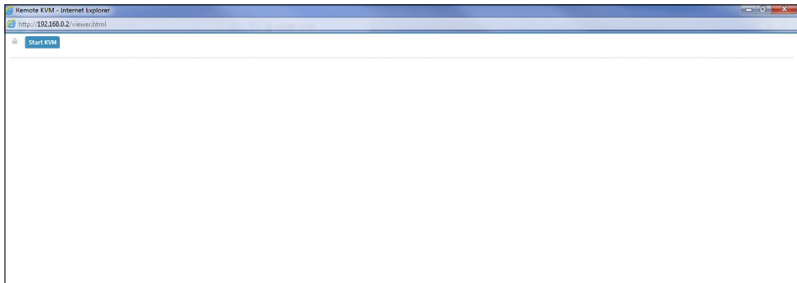 Remote KVM - Internet Explorer
http://192.168.0.2/viewer.html
Start KVM